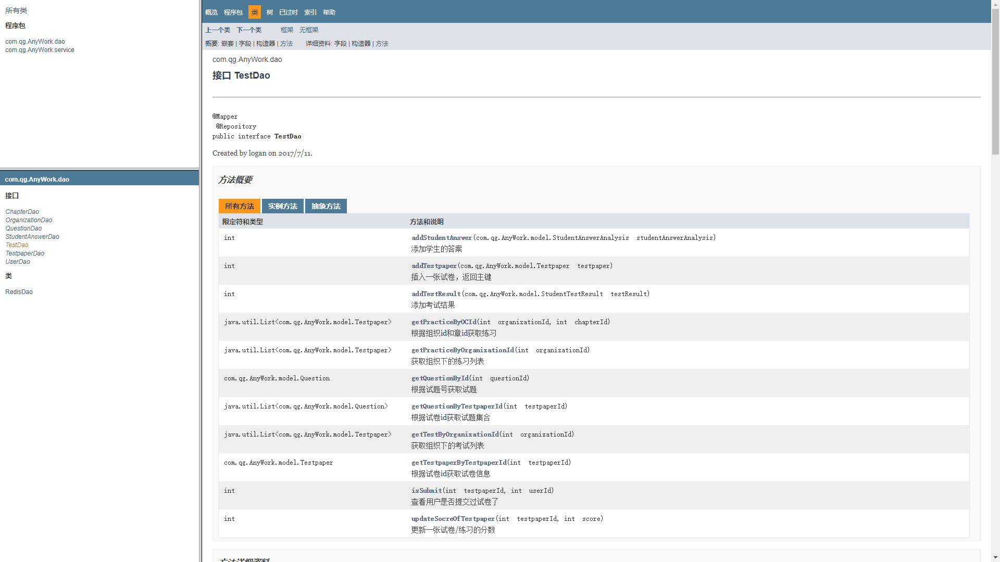 所有类
程序包
com.qg.AnyWork.dao
com.qg.AnyWork.service
com.qg.AnyWork.dao
接口
ChapterDao
OrganizationDao
QuestionDao
StudentAnswerDao
TestDao
TestpaperDao
UserDao
类
RedisDao
概览 程序包 类 树 已过时 索引 帮助
上一个类 下一个类 框架 无框架
概要: 嵌套 | 字段 | 构造器 | 方法 详细资料: 字段 | 构造器 | 方法
com.qg.AnyWork.dao
接口 TestDao
@Mapper
@Repository
public interface TestDao
Created by logan on 2017/7/11.
方法概要
所有方法 实例方法 抽象方法
限定符和类型 方法和说明
int addStudentAnswer(com.qg.AnyWork.model.StudentAnswerAnalysis studentAnswerAnalysis)
添加学生的答案
int addTestpaper(com.qg.AnyWork.model.Testpaper testpaper)
插入一张试卷，返回主键
int addTestResult(com.qg.AnyWork.model.StudentTestResult testResult)
添加考试结果
java.util.List<com.qg.AnyWork.model.Testpaper> getPracticeByOCId(int organizationId, int chapterId)
根据组织id和章id获取练习
java.util.List<com.qg.AnyWork.model.Testpaper> getPracticeByOrganizationId(int organizationId)
获取组织下的练习列表
com.qg.AnyWork.model.Question getQuestionById(int questionId)
根据试题号获取试题
java.util.List<com.qg.AnyWork.model.Question> getQuestionByTestpaperId(int testpaperId)
根据试卷id获取试题集合
java.util.List<com.qg.AnyWork.model.Testpaper> getTestByOrganizationId(int organizationId)
获取组织下的考试列表
com.qg.AnyWork.model.Testpaper getTestpaperByTestpaperId(int testpaperId)
根据试卷id获取试卷信息
int isSubmit(int testpaperId, int userId)
查看用户是否提交过试卷了
int updateSocreOfTestpaper(int testpaperId, int score)
更新一张试卷/练习的分数
方法详细资料